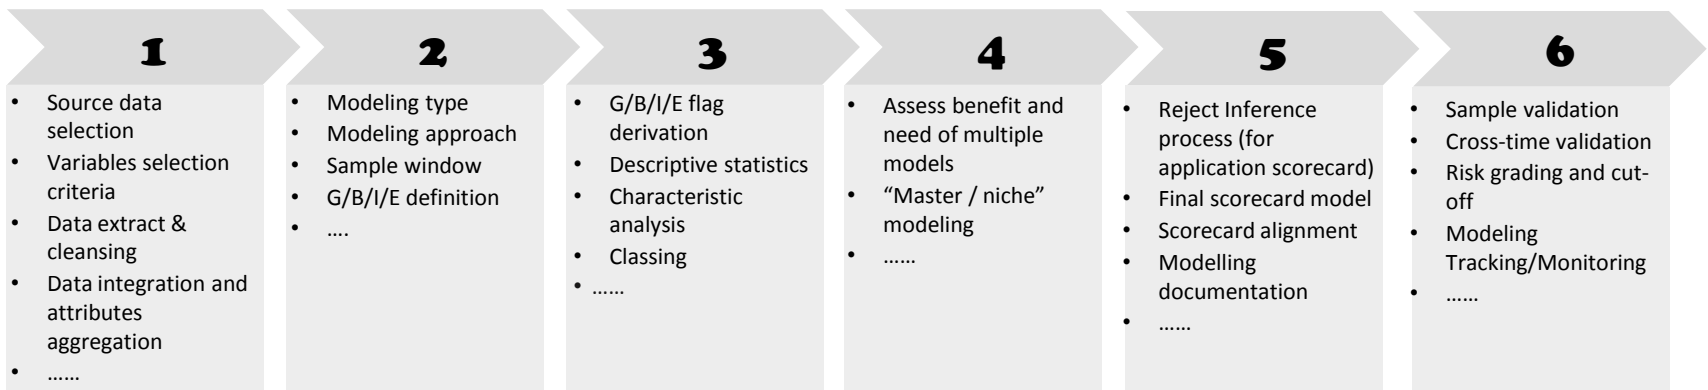 1
• Source data
selection
• Variables selection
criteria
• Data extract &
cleansing
• Data integration and
attributes
aggregation
• ......
2
• Modeling type
• Modeling approach
• Sample window
• G/B/I/E definition
• ....
3
• G/B/I/E flag
derivation
• Descriptive statistics
• Characteristic
analysis
• Classing
• ......
4
• Assess benefit and
need of multiple
models
• “Master / niche”
modeling
• ......
5
• Reject Inference
process (for
application scorecard)
• Final scorecard model
• Scorecard alignment
• Modelling
documentation
• ......
6
• Sample validation
• Cross-time validation
• Risk grading and cut-
off
• Modeling
Tracking/Monitoring
• ......